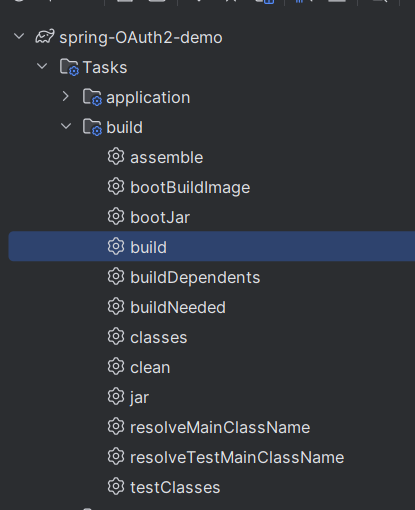 spring-OAuth2-demo
Tasks
application
build
assemble
bootBuildImage
bootJar
build
buildDependents
buildNeeded
classes
clean
jar
resolveMainClassName
resolveTestMainClassName
testClasses